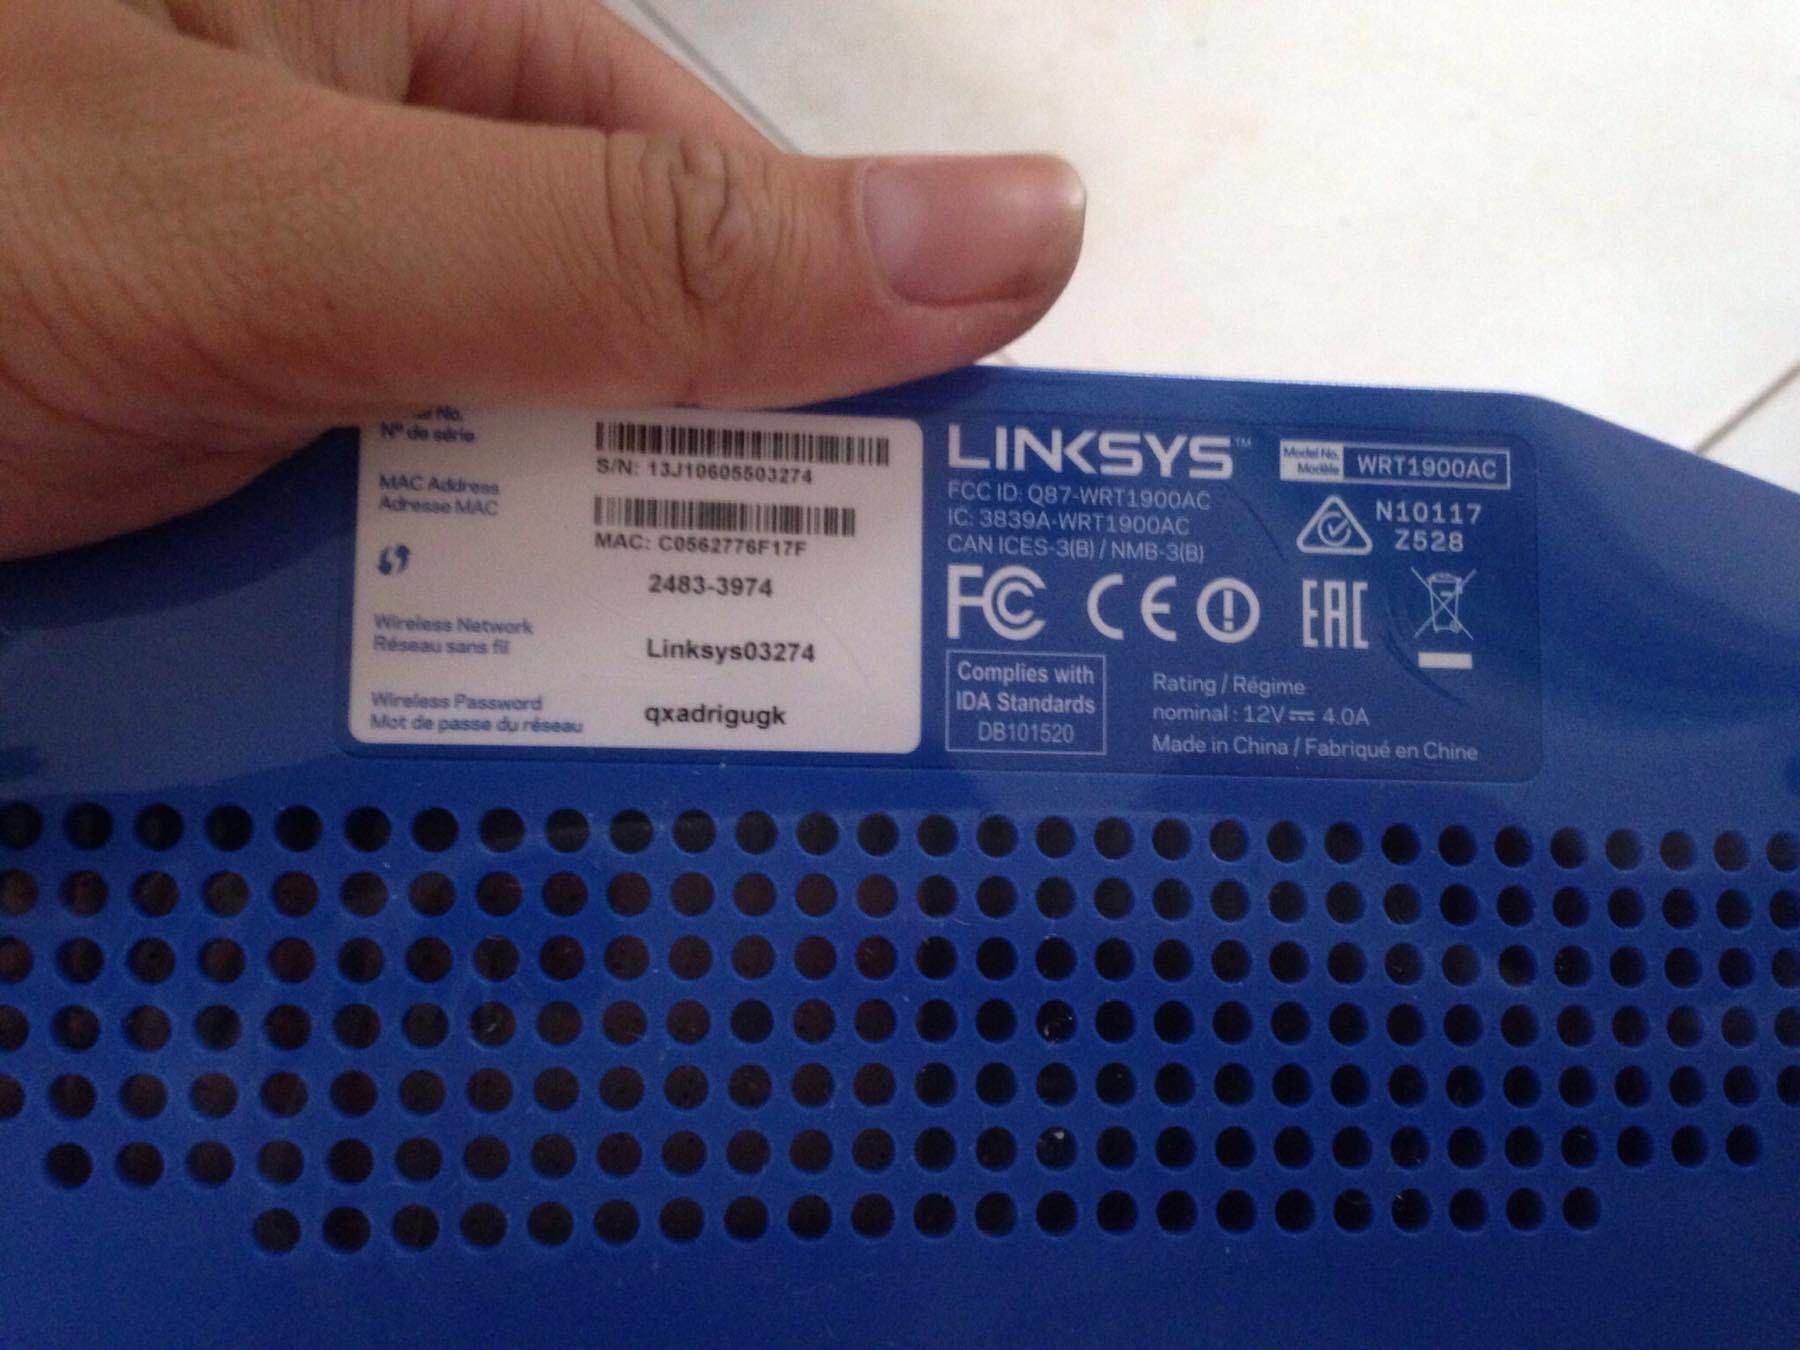 No.
N° de série
S/N: 13J10605503274
MAC Address
Adresse MAC
MAC: C0562776F17F
2483-3974
Wireless Network
Réseau sans fil
Linksys03274
Wireless Password
Mot de passe du réseau
qxadrigugk
LINKSYS™
Model No.
Modèle
WRT1900AC
FCC ID: Q87-WRT1900AC
IC: 3839A-WRT1900AC
CAN ICES-3(B) / NMB-3(B)
N10117
Z528
FC CE EAC
Complies with
IDA Standards
DB101520
Rating / Régime
nominal : 12V⎓ 4.0A
Made in China / Fabriqué en Chine